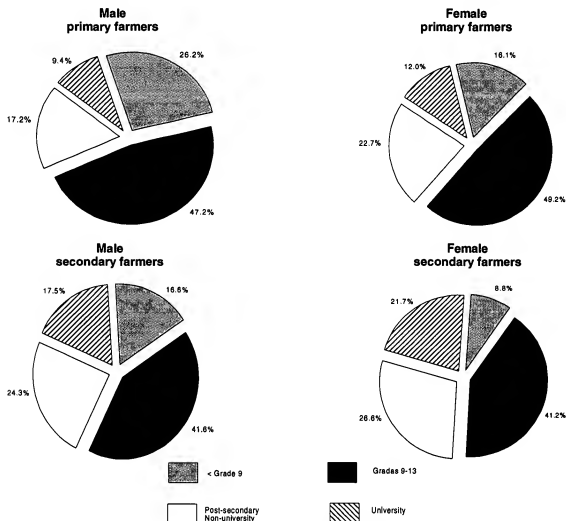 Male
primary farmers
9.4%
26.2%
17.2%
47.2%
Female
primary farmers
12.0%
16.1%
22.7%
49.2%
Male
secondary farmers
17.5%
16.6%
24.3%
41.6%
Female
secondary farmers
21.7%
8.8%
26.6%
41.2%
< Grade 9
Gradas 9-13
Post-secondary
Non-university
University